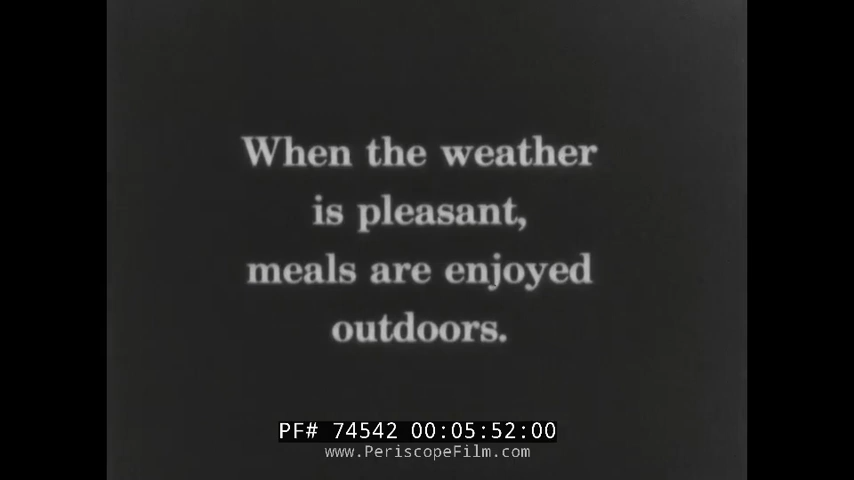 When the weather
is pleasant,
meals are enjoyed
outdoors.
PF# 74542 00:05:52:00
www.PeriscopeFilm.com